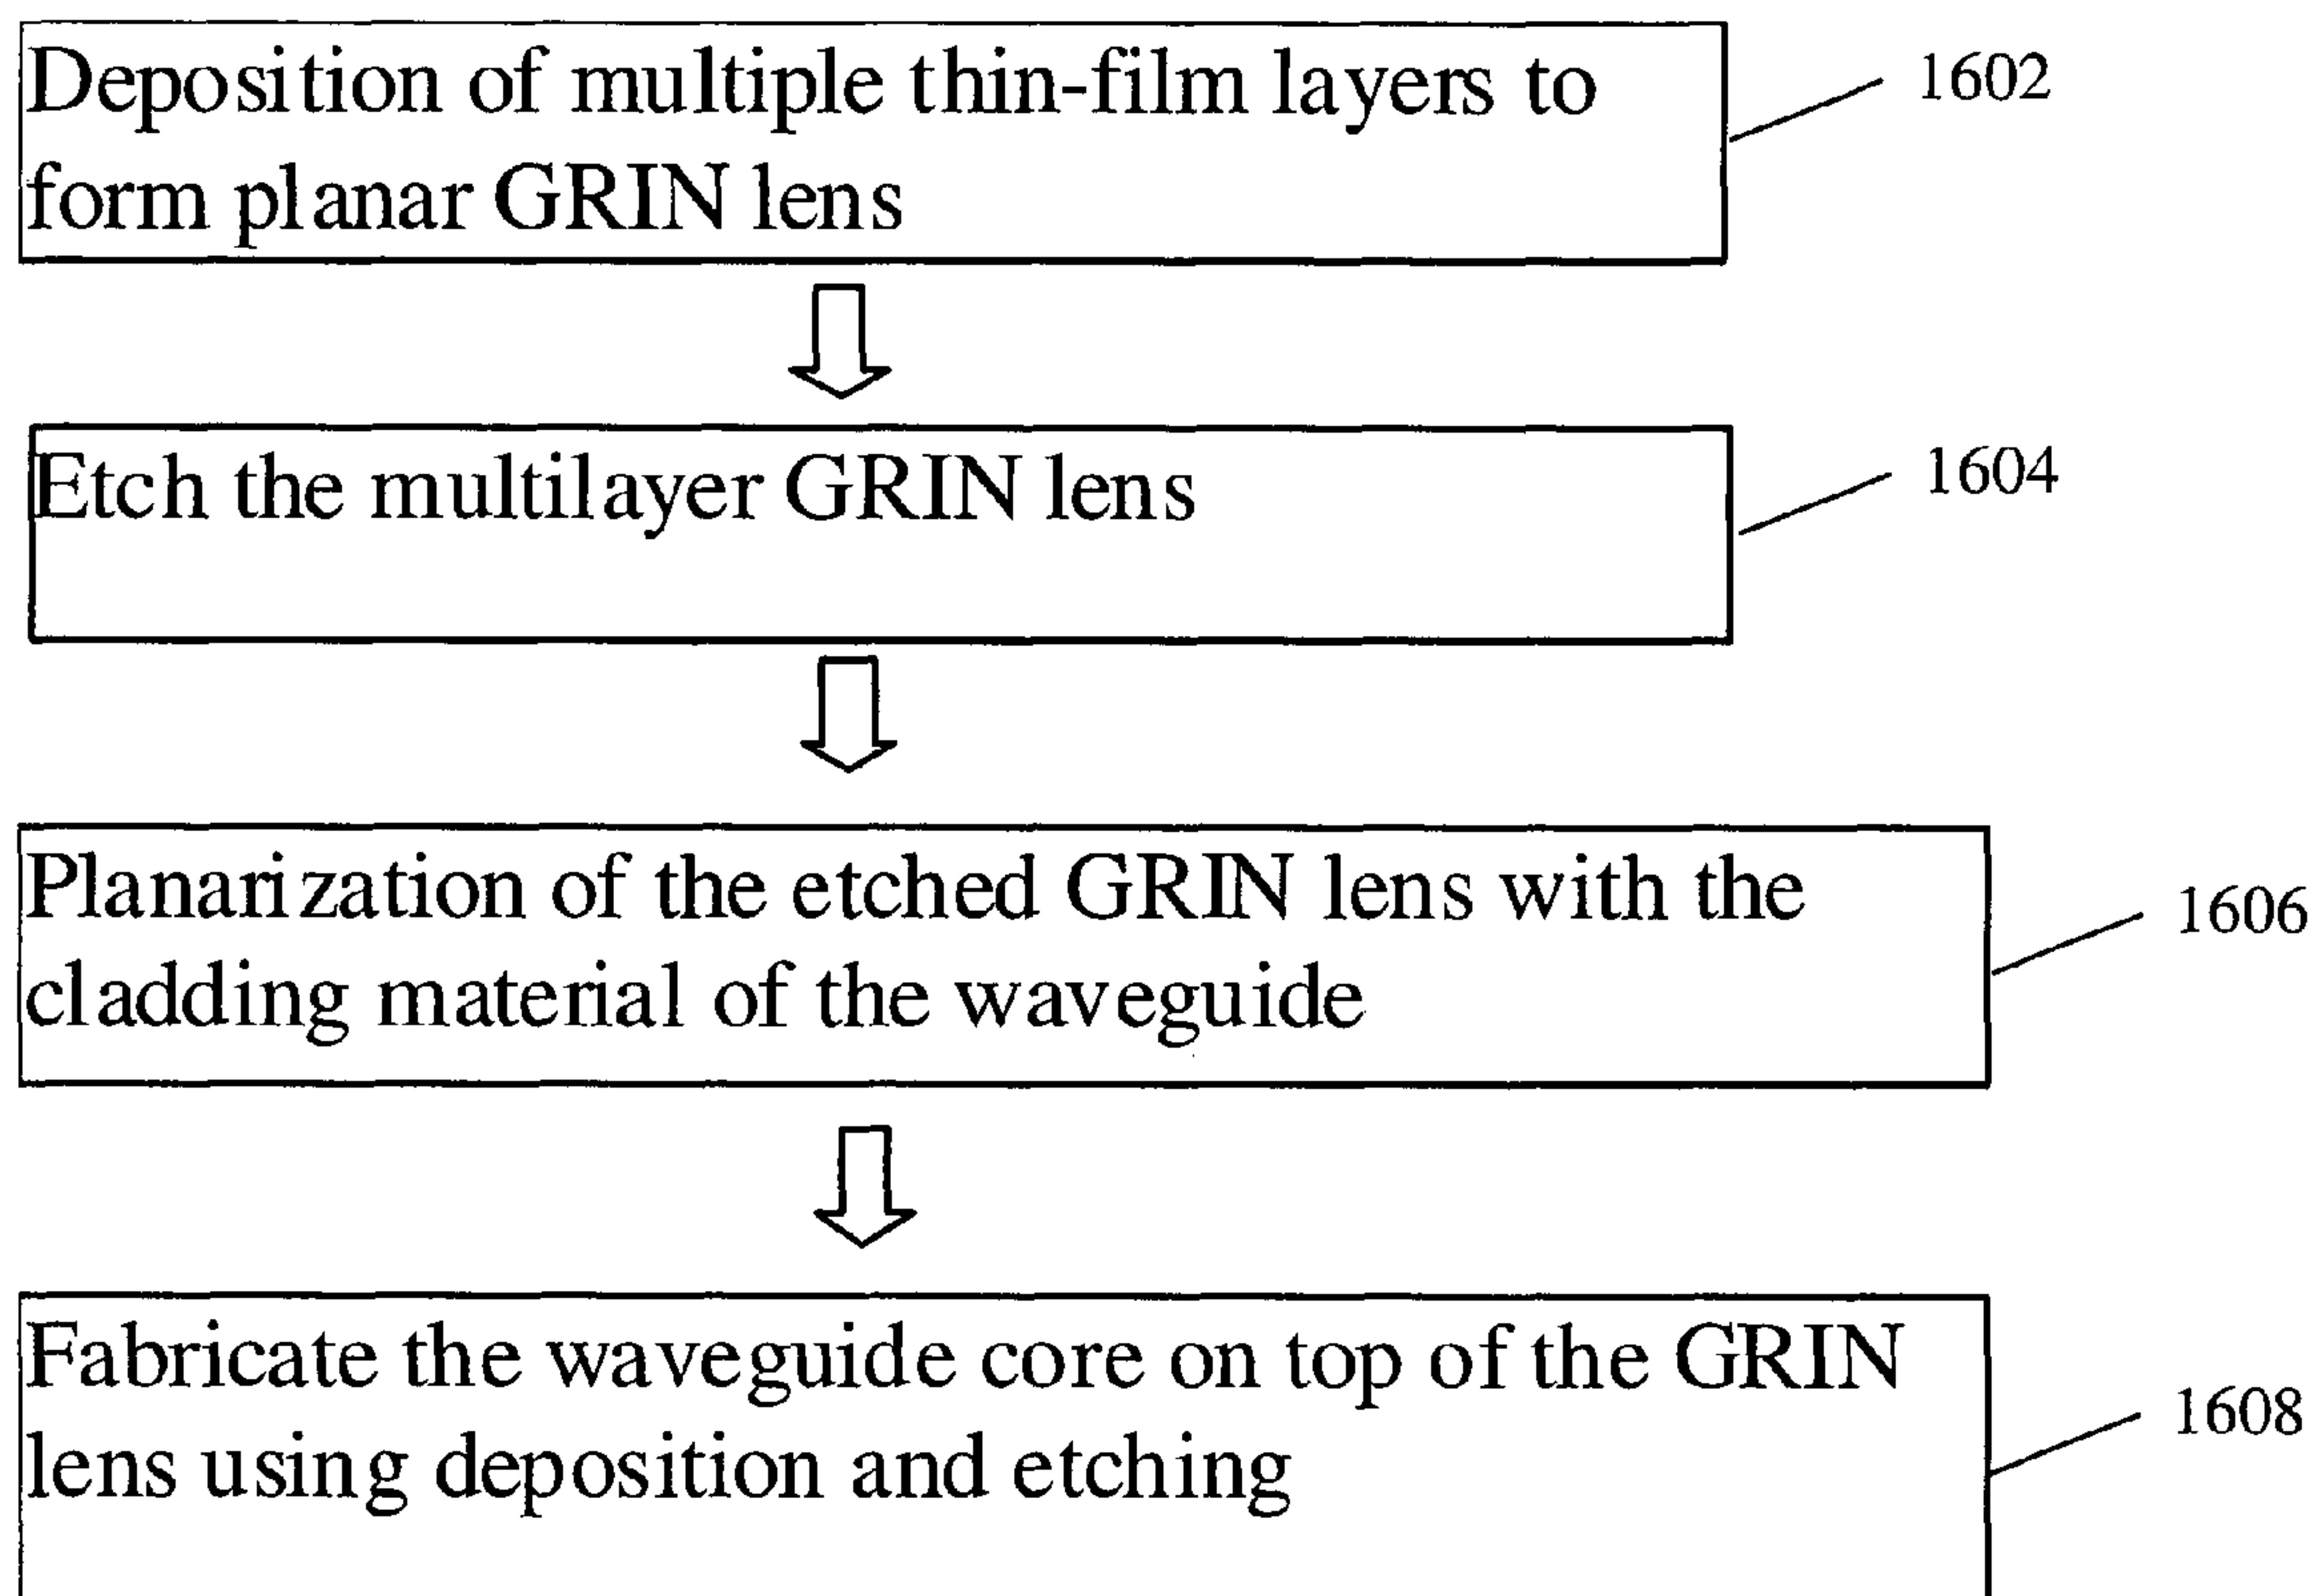 Deposition of multiple thin-film layers to
1602
form planar GRIN lens
Etch the multilayer GRIN lens
1604
Planarization of the etched GRIN lens with the
1606
cladding material of the waveguide
Fabricate the waveguide core on top of the GRIN
1608
lens using deposition and etching